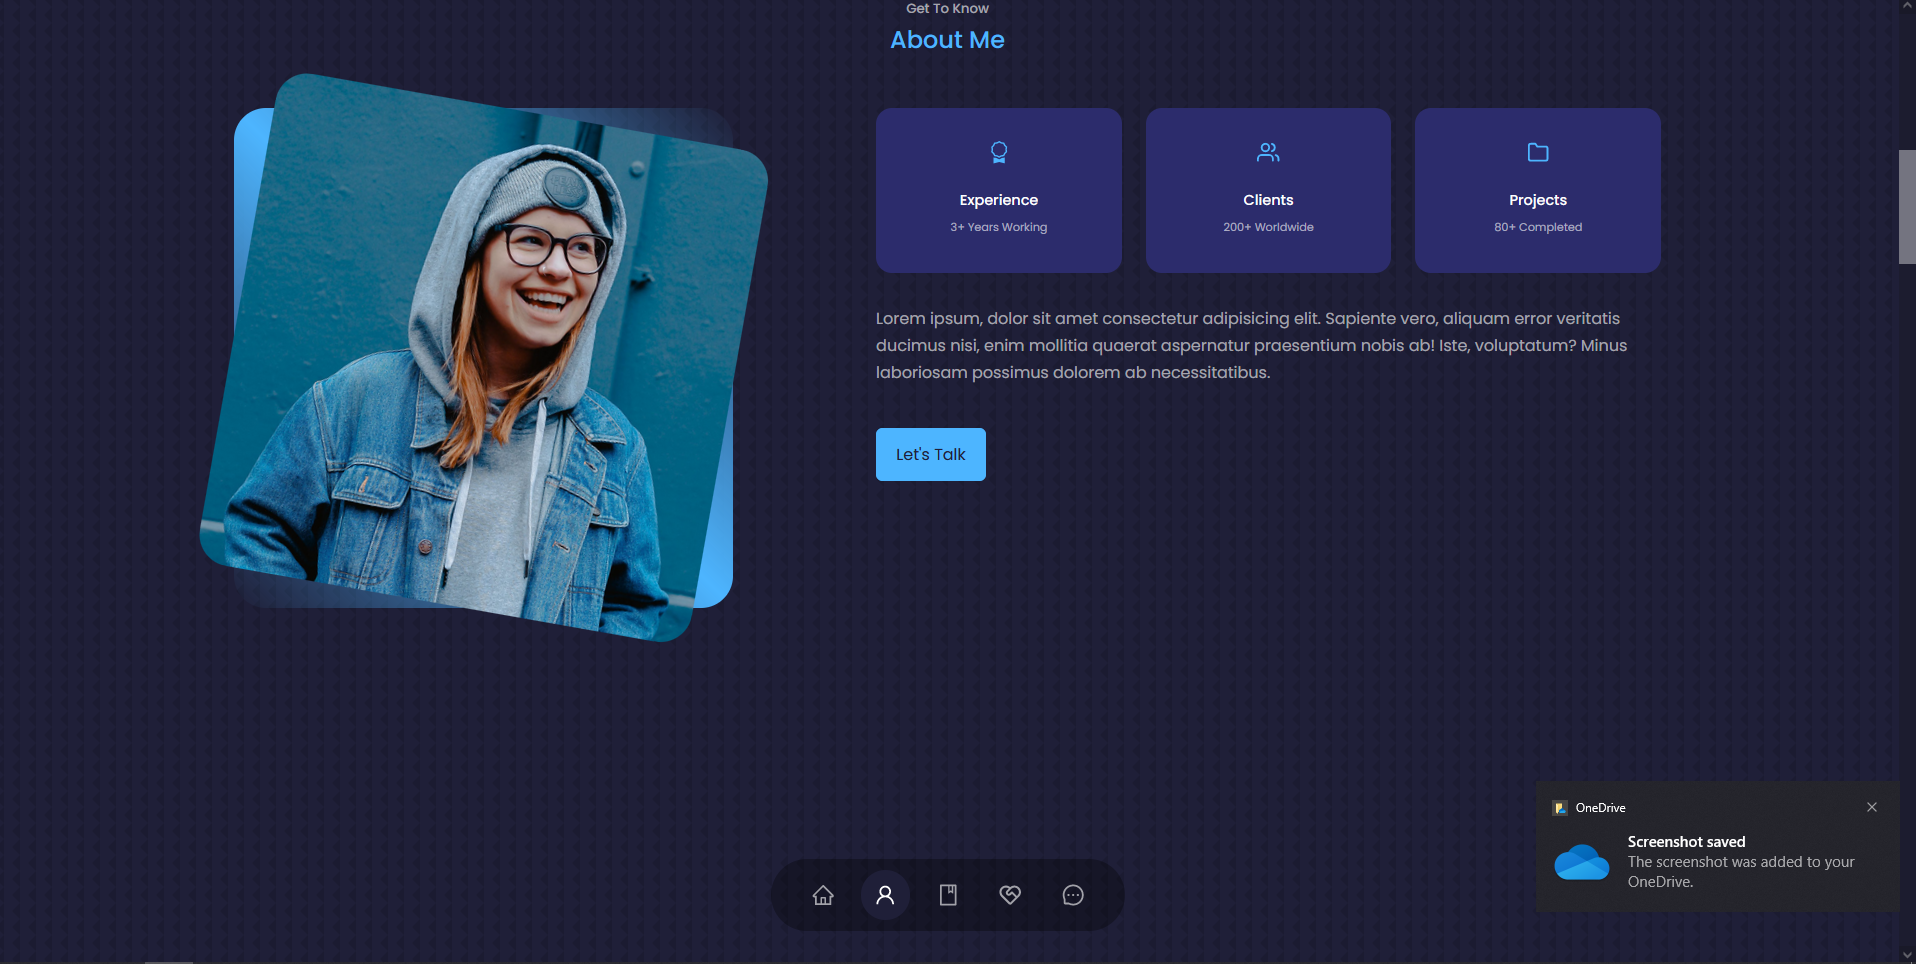 Get To Know
About Me
Experience
3+ Years Working
Clients
200+ Worldwide
Projects
80+ Completed
Lorem ipsum, dolor sit amet consectetur adipisicing elit. Sapiente vero, aliquam error veritatis
ducimus nisi, enim mollitia quaerat aspernatur praesentium nobis ab! Iste, voluptatum? Minus
laboriosam possimus dolorem ab necessitatibus.
Let's Talk
OneDrive
Screenshot saved
The screenshot was added to your
OneDrive.